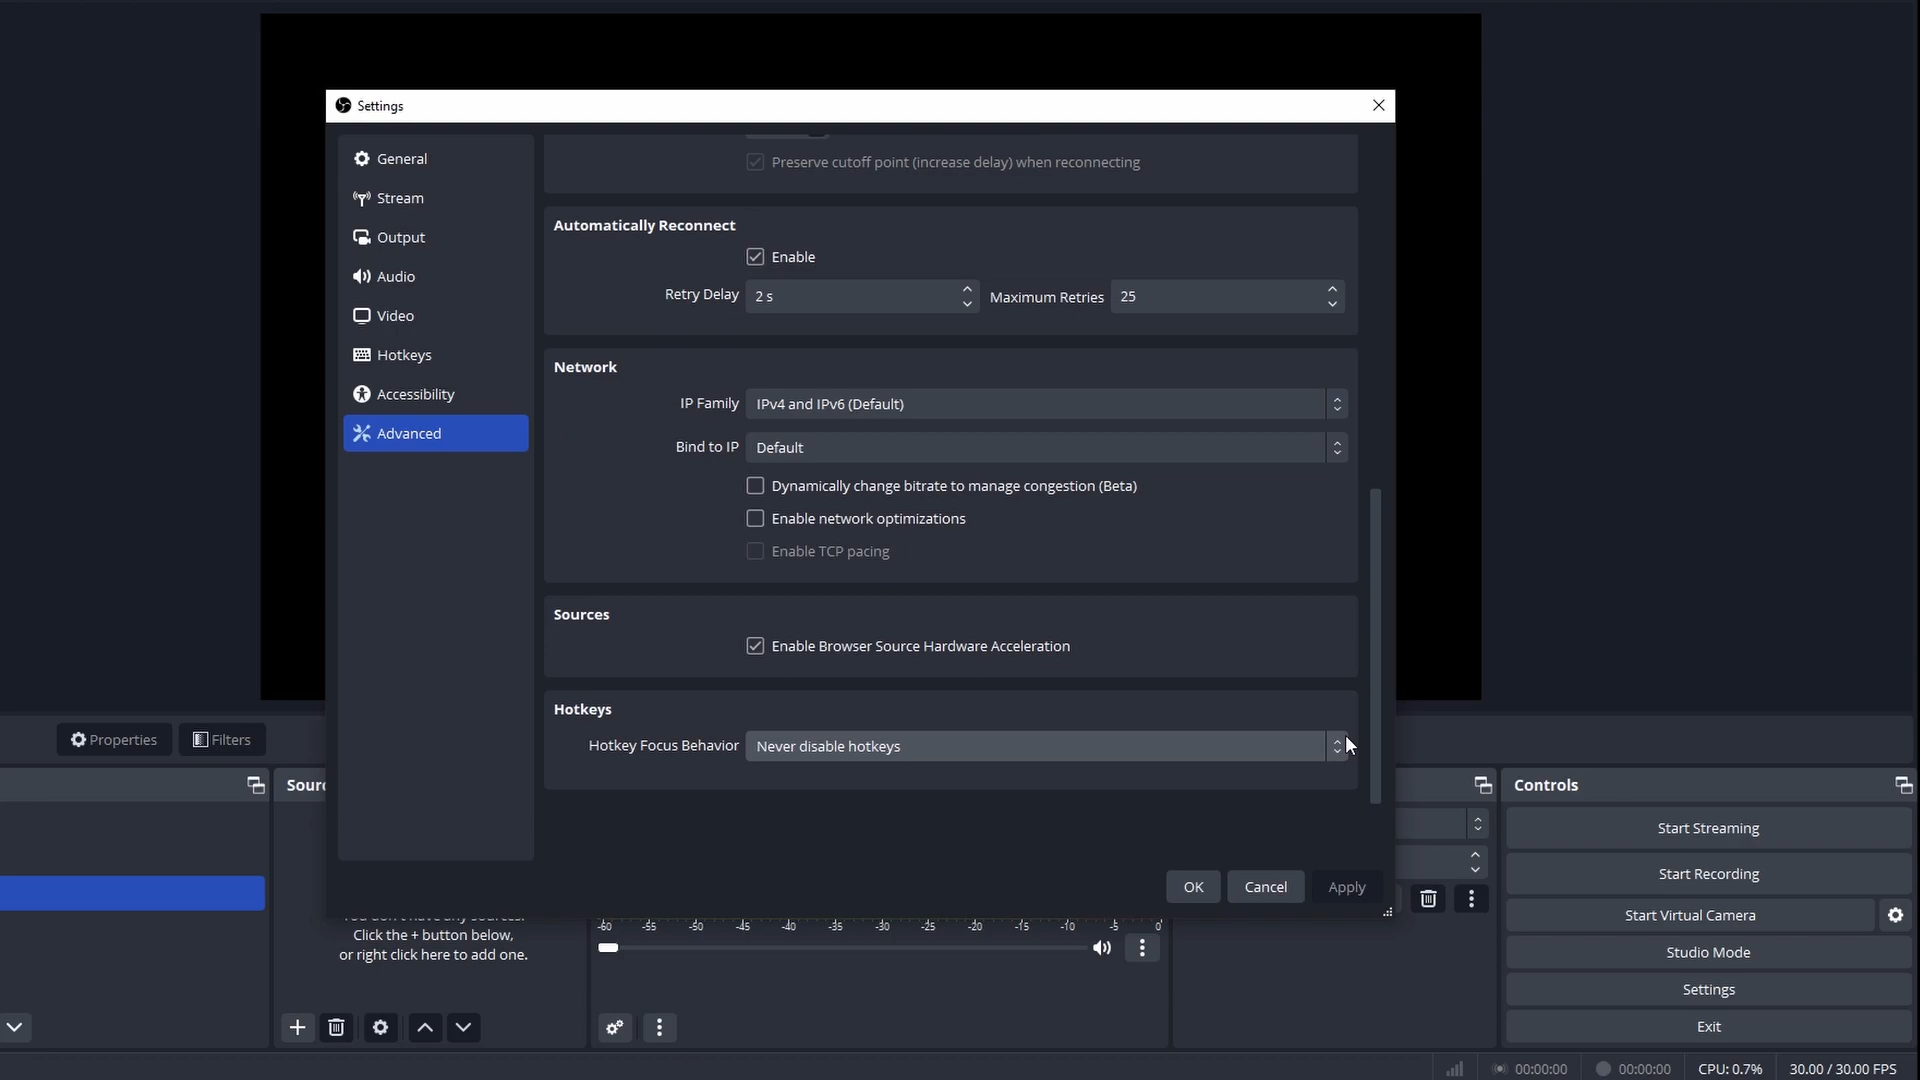 Settings
General
Stream
Output
Audio
Video
Hotkeys
Accessibility
Advanced
Preserve cutoff point (increase delay) when reconnecting
Automatically Reconnect
Enable
Retry Delay 2 s Maximum Retries 25
Network
IP Family IPv4 and IPv6 (Default)
Bind to IP Default
Dynamically change bitrate to manage congestion (Beta)
Enable network optimizations
Enable TCP pacing
Sources
Enable Browser Source Hardware Acceleration
Hotkeys
Hotkey Focus Behavior Never disable hotkeys
OK Cancel Apply
Properties Filters
Sour
Click the + button below,
or right click here to add one.
-60 -55 -50 -45 -40 -35 -30 -25 -20 -15 -10 -5 0
Controls
Start Streaming
Start Recording
Start Virtual Camera
Studio Mode
Settings
Exit
00:00:00 00:00:00 CPU: 0.7% 30.00 / 30.00 FPS